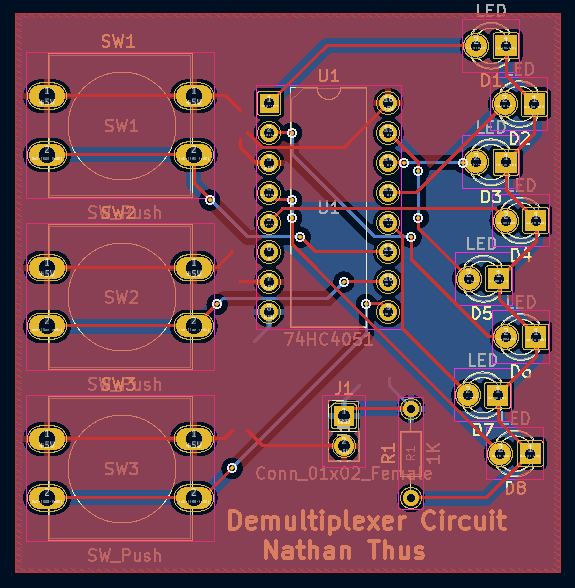 LED
SW1
D1
U1
LED
SW1
D2
LED
D3
SW_Push
SW2
LED
U1
D4
LED
SW2
D5
LED
74HC4051
D6
LED
SW_Push
SW3
J1
D7
LED
R1
R1
1K
SW3
Conn_01x02_Female
D8
Demultiplexer Circuit
SW_Push
Nathan Thus